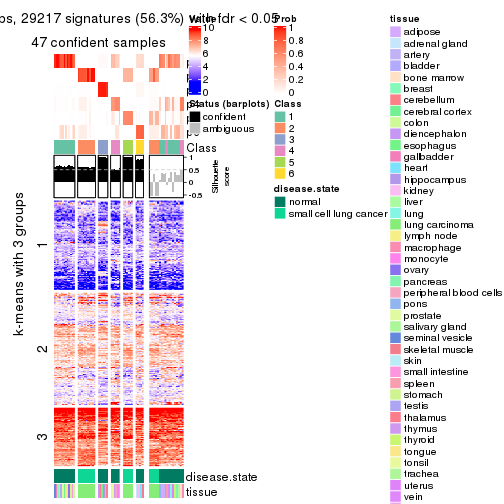 ps, 29217 signatures (56.3%) with fdr < 0.05
47 confident samples
Value
10
8
6
4
2
0
Prob
1
0.8
0.6
0.4
0.2
0
Status (barplots)
confident
ambiguous
Class
1
2
3
4
5
6
disease.state
normal
small cell lung cancer
Class
1
0.5
0
-0.5
Silhouette
score
k-means with 3 groups
1
2
3
disease.state
tissue
tissue
adipose
adrenal gland
artery
bladder
bone marrow
breast
cerebellum
cerebral cortex
colon
diencephalon
esophagus
gallbadder
heart
hippocampus
kidney
liver
lung
lung carcinoma
lymph node
macrophage
monocyte
ovary
pancreas
peripheral blood cells
pons
prostate
salivary gland
seminal vesicle
skeletal muscle
skin
small intestine
spleen
stomach
testis
thalamus
thymus
thyroid
tongue
tonsil
trachea
uterus
vein